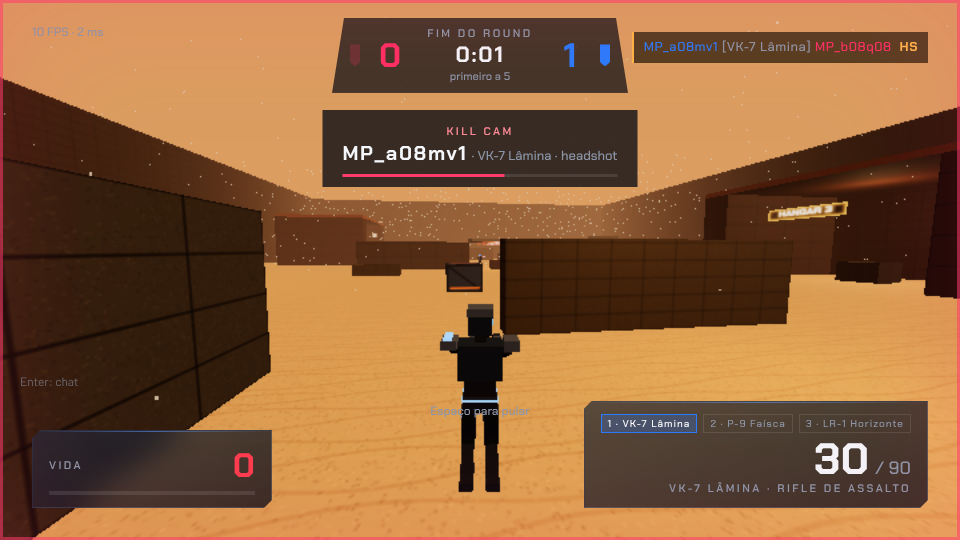 10 FPS · 2 ms
FIM DO ROUND
0 0:01 1
primeiro a 5
MP_a08mv1 [VK-7 Lâmina] MP_b08q08 HS
KILL CAM
MP_a08mv1 · VK-7 Lâmina · headshot
HANGAR 3
Enter: chat
Espaço para pular
VIDA 0
1 · VK-7 Lâmina 2 · P-9 Faísca 3 · LR-1 Horizonte
30 / 90
VK-7 LÂMINA · RIFLE DE ASSALTO